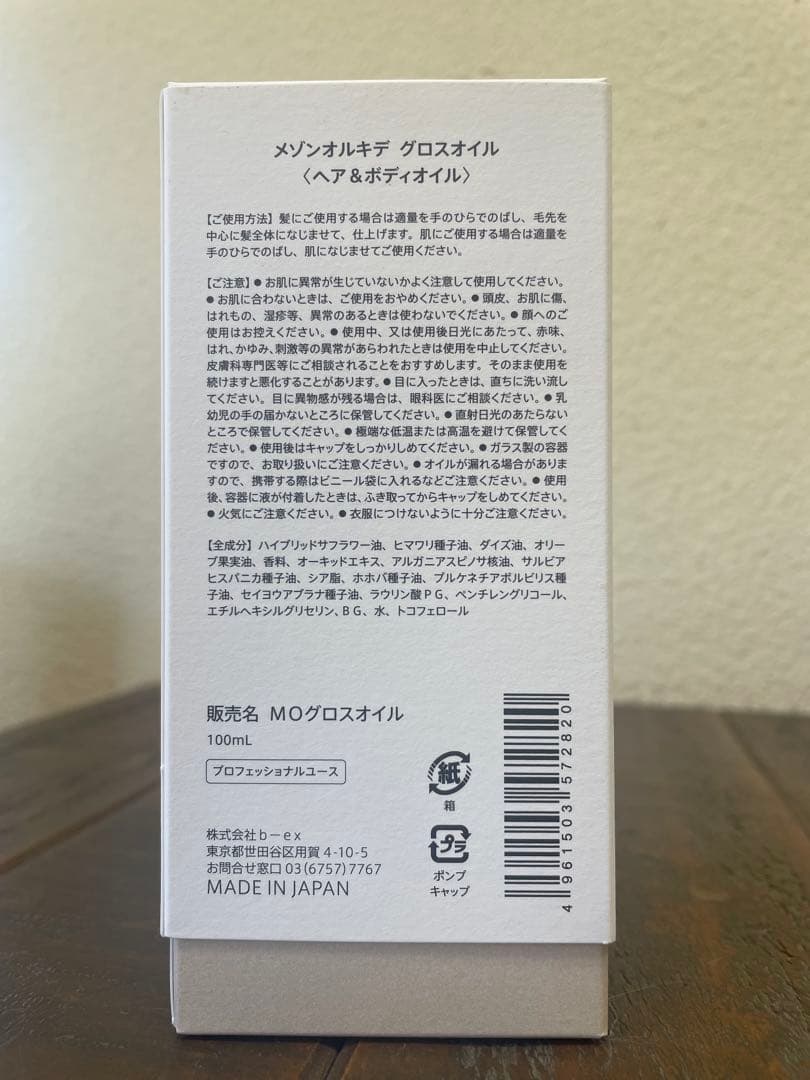 メゾンオルキデ グロスオイル
〈ヘア＆ボディオイル〉
【ご使用方法】髪にご使用する場合は適量を手のひらでのばし、毛先を
中心に髪全体になじませて、仕上げます。肌にご使用する場合は適量を
手のひらでのばし、肌になじませてご使用ください。
【ご注意】● お肌に異常が生じていないかよく注意して使用してください。
● お肌に合わないときは、ご使用をおやめください。● 頭皮、お肌に傷、
はれもの、湿疹等、異常のあるときは使わないでください。● 顔へのご
使用はお控えください。● 使用中、又は使用後日光にあたって、赤味、
はれ、かゆみ、刺激等の異常があらわれたときは使用を中止してください。
皮膚科専門医等にご相談されることをおすすめします。そのまま使用を
続けますと悪化することがあります。● 目に入ったときは、直ちに洗い流し
てください。目に異物感が残る場合は、眼科医にご相談ください。● 乳
幼児の手の届かないところに保管してください。● 直射日光のあたらない
ところで保管してください。● 極端な低温または高温を避けて保管してく
ださい。● 使用後はキャップをしっかりしめてください。● ガラス製の容器
ですので、お取り扱いにご注意ください。● オイルが漏れる場合がありま
すので、携帯する際はビニール袋に入れるなどご注意ください。● 使用
後、容器に液が付着したときは、ふき取ってからキャップをしめてください。
● 火気にご注意ください。● 衣服につけないように十分ご注意ください。
【全成分】ハイブリッドサフラワー油、ヒマワリ種子油、ダイズ油、オリー
ブ果実油、香料、オーキッドエキス、アルガニアスピノサ核油、サルビア
ヒスパニカ種子油、シア脂、ホホバ種子油、プルケネチアボルビリス種
子油、セイヨウアブラナ種子油、ラウリン酸ＰＧ、ペンチレングリコール、
エチルヘキシルグリセリン、ＢＧ、水、トコフェロール
販売名 ＭＯグロスオイル
100mL
プロフェッショナルユース
株式会社ｂ－ｅｘ
東京都世田谷区用賀 4-10-5
お問合せ窓口 03(6757)7767
MADE IN JAPAN
紙
箱
プラ
ポンプ
キャップ
4 961503 572820